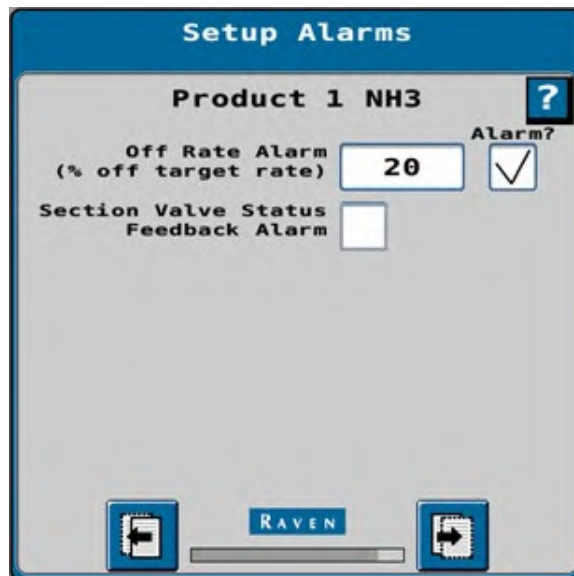 Setup Alarms
Product 1 NH3
?
Alarm?
Off Rate Alarm
(% off target rate)
20
Section Valve Status
Feedback Alarm
RAVEN